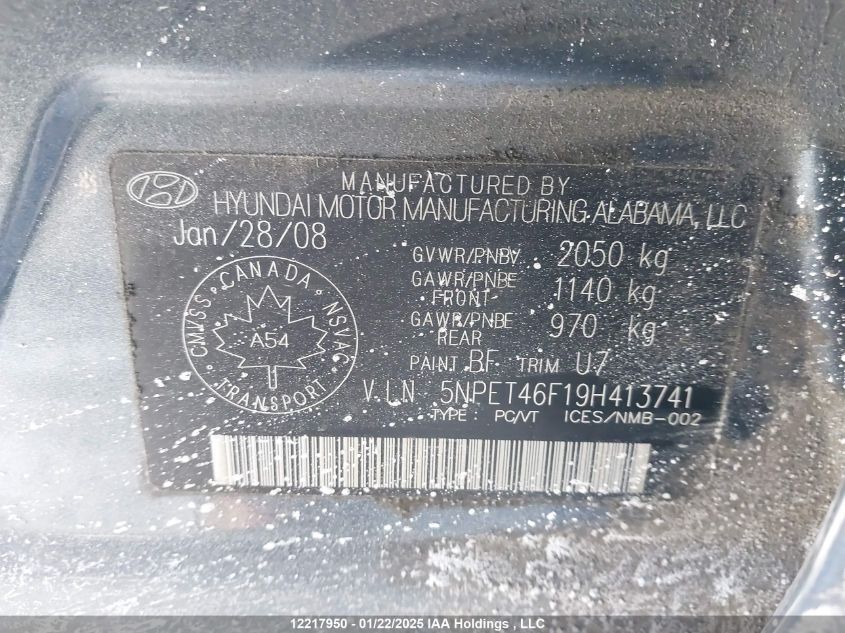 MANUFACTURED BY
HYUNDAI MOTOR MANUFACTURING ALABAMA, LLC
Jan/28/08
GVWR/PNBV 2050 kg
GAWR/PNBE 1140 kg
FRONT
GAWR/PNBE 970 kg
REAR
PAINT BF TRIM U7
CANADA
CMVSS NSVAC
A54
TRANSPORT
V.I.N 5NPET46F19H413741
TYPE : PC/VT ICES/NMB-002
12217950 - 01/22/2025 IAA Holdings , LLC